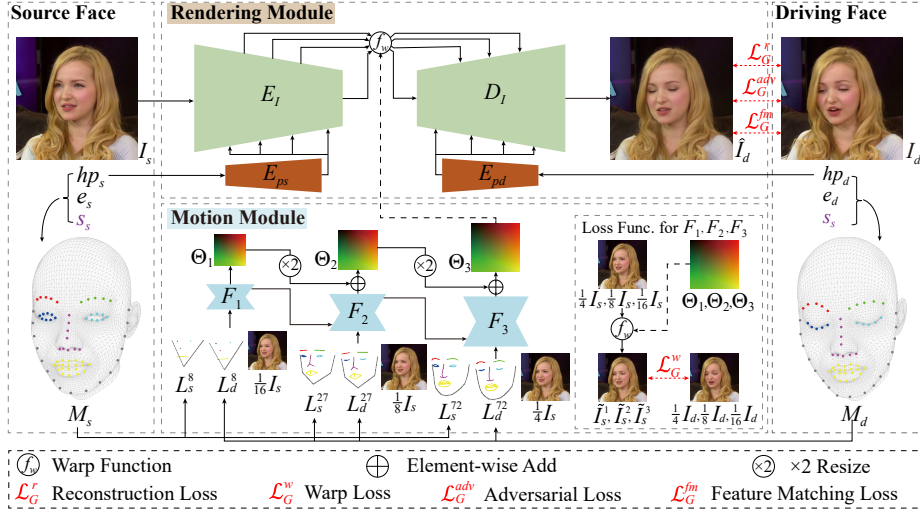 Source Face
Rendering Module
Driving Face
f_w
E_I
D_I
𝓛_G^r
𝓛_G^adv
𝓛_G^fm
I_s
Î_d
I_d
hp_s
e_s
s_s
E_ps
E_pd
hp_d
e_d
s_s
Motion Module
Loss Func. for F_1, F_2, F_3
Θ_1
×2
Θ_2
×2
Θ_3
F_1
F_2
F_3
1/4 I_s, 1/8 I_s, 1/16 I_s
Θ_1, Θ_2, Θ_3
f_w
𝓛_G^w
L_s^8 L_d^8 1/16 I_s
L_s^27 L_d^27 1/8 I_s
L_s^72 L_d^72 1/4 I_s
Ĩ_s^1, Ĩ_s^2, Ĩ_s^3
1/4 I_d, 1/8 I_d, 1/16 I_d
M_s
M_d
f_w Warp Function
⊕ Element-wise Add
×2 ×2 Resize
𝓛_G^r Reconstruction Loss
𝓛_G^w Warp Loss
𝓛_G^adv Adversarial Loss
𝓛_G^fm Feature Matching Loss